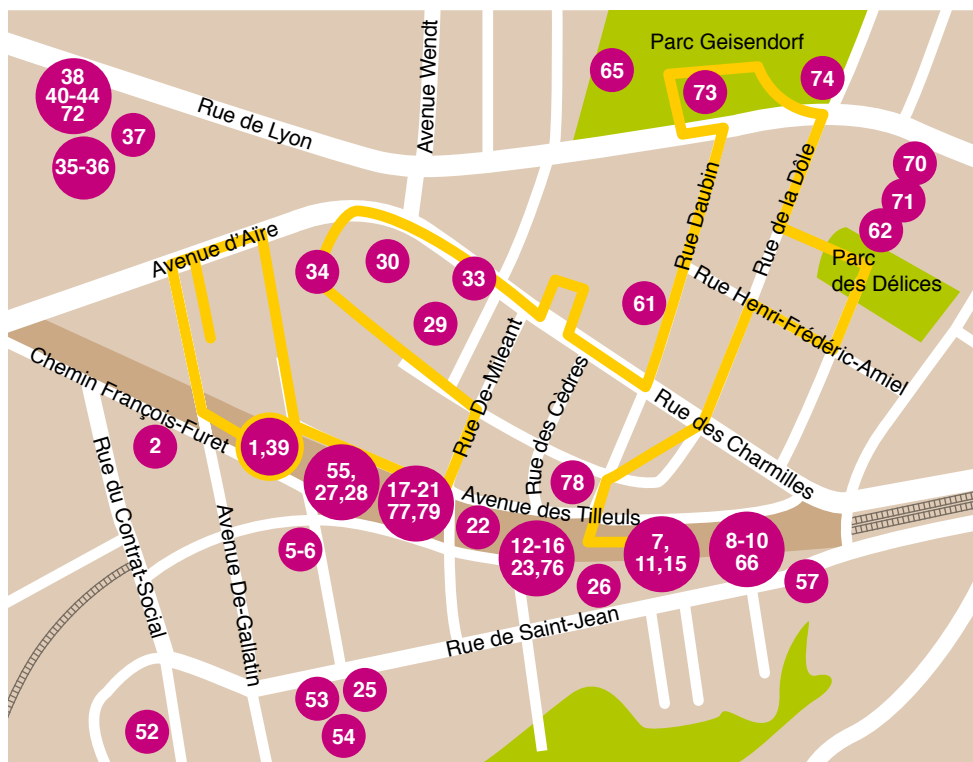 Parc Geisendorf
65
73
74
38
40-44
72
37
35-36
Rue de Lyon
Avenue Wendt
Rue Daubin
Rue de la Dôle
70
71
62
Parc
des Délices
Avenue d'Aïre
34
30
33
29
61
Rue Henri-Frédéric-Amiel
Rue De-Mileant
Rue des Cèdres
Rue des Charmilles
Chemin François-Furet
2
1,39
55,
27,28
17-21
77,79
22
78
Avenue des Tilleuls
12-16
23,76
7,
11,15
8-10
66
26
57
5-6
Rue du Contrat-Social
Avenue De-Gallatin
Rue de Saint-Jean
53
25
54
52